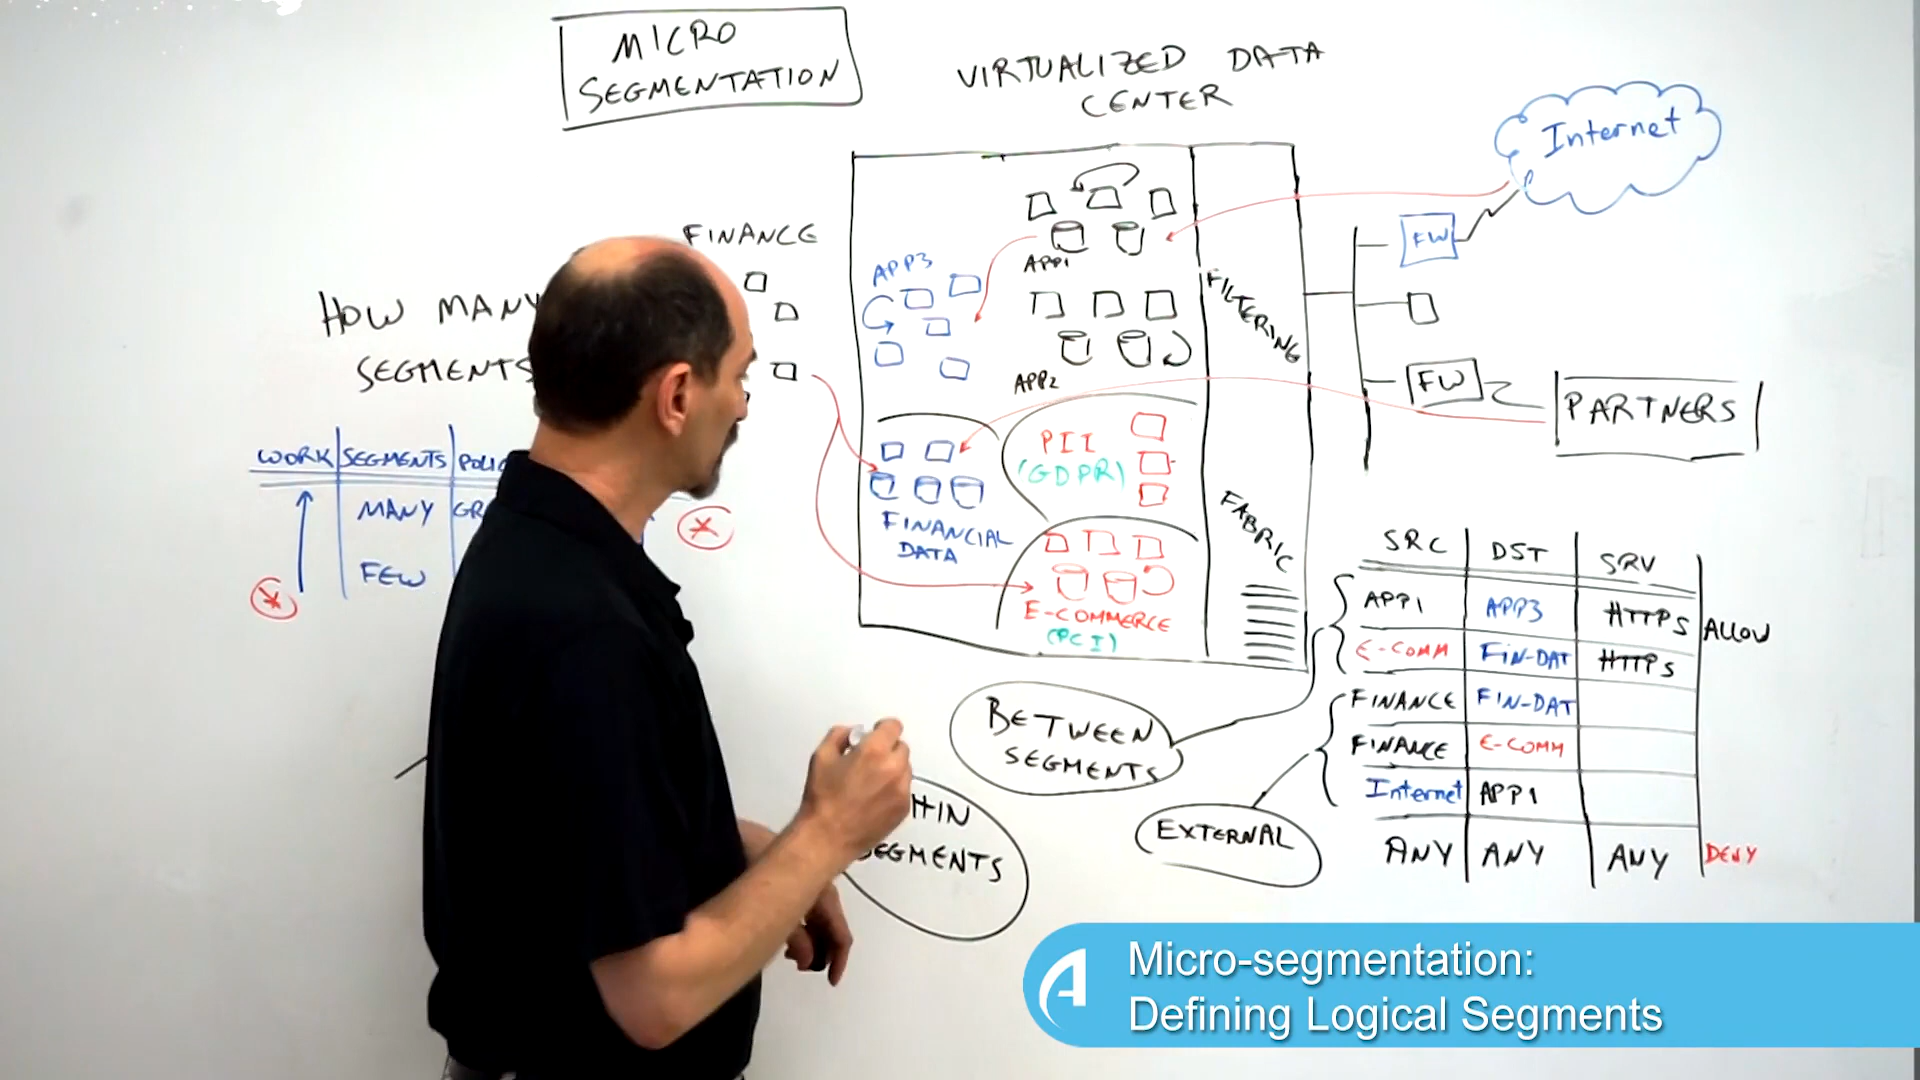 MICRO
SEGMENTATION
VIRTUALIZED DATA
CENTER
Internet
FINANCE
HOW MANY
SEGMENTS
APP3
APP1
APP2
FILTERING
FABRIC
FW
FW
PARTNERS
PII
(GDPR)
FINANCIAL
DATA
E-COMMERCE
(PCI)
WORK SEGMENTS
MANY
FEW
SRC DST SRV
APP1 APP3 HTTPS ALLOW
E-COMM FIN-DAT HTTPS
FINANCE FIN-DAT
FINANCE E-COMM
Internet APP1
ANY ANY ANY DENY
BETWEEN
SEGMENTS
EXTERNAL
SEGMENTS
Micro-segmentation:
Defining Logical Segments